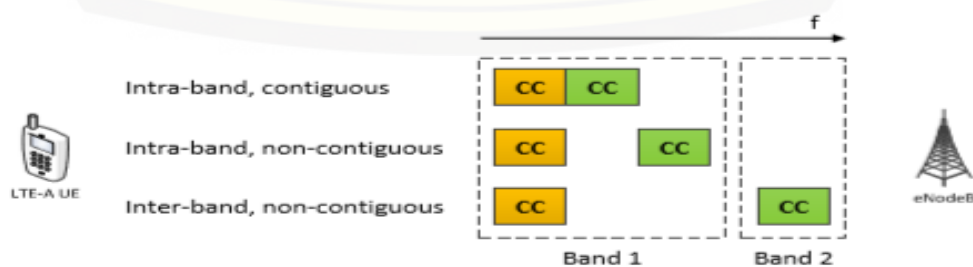 f
Intra-band, contiguous CC CC
Intra-band, non-contiguous CC CC
LTE-A UE
Inter-band, non-contiguous CC CC
eNodeB
Band 1 Band 2